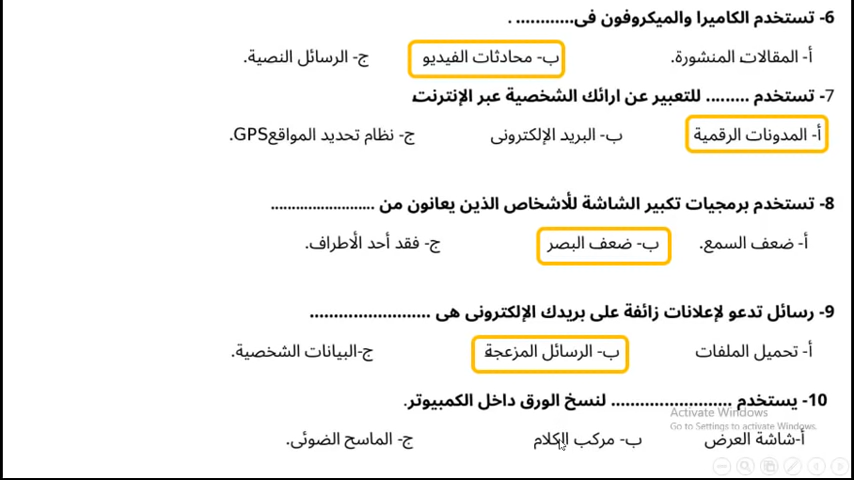 6- تستخدم الكاميرا والميكروفون فى............ .
أ- المقالات المنشورة. ب- محادثات الفيديو ج- الرسائل النصية.
7- تستخدم ......... للتعبير عن ارائك الشخصية عبر الإنترنت
أ- المدونات الرقمية ب- البريد الإلكترونى ج- نظام تحديد المواقعGPS.
8- تستخدم برمجيات تكبير الشاشة للأشخاص الذين يعانون من .........................
أ- ضعف السمع. ب- ضعف البصر ج- فقد أحد الأطراف.
9- رسائل تدعو لإعلانات زائفة على بريدك الإلكترونى هى .........................
أ- تحميل الملفات ب- الرسائل المزعجة ج-البيانات الشخصية.
10- يستخدم ......................... لنسخ الورق داخل الكمبيوتر.
Activate Windows
Go to Settings to activate Windows.
أ-شاشة العرض ب- مركب الكلام ج- الماسح الضوئى.